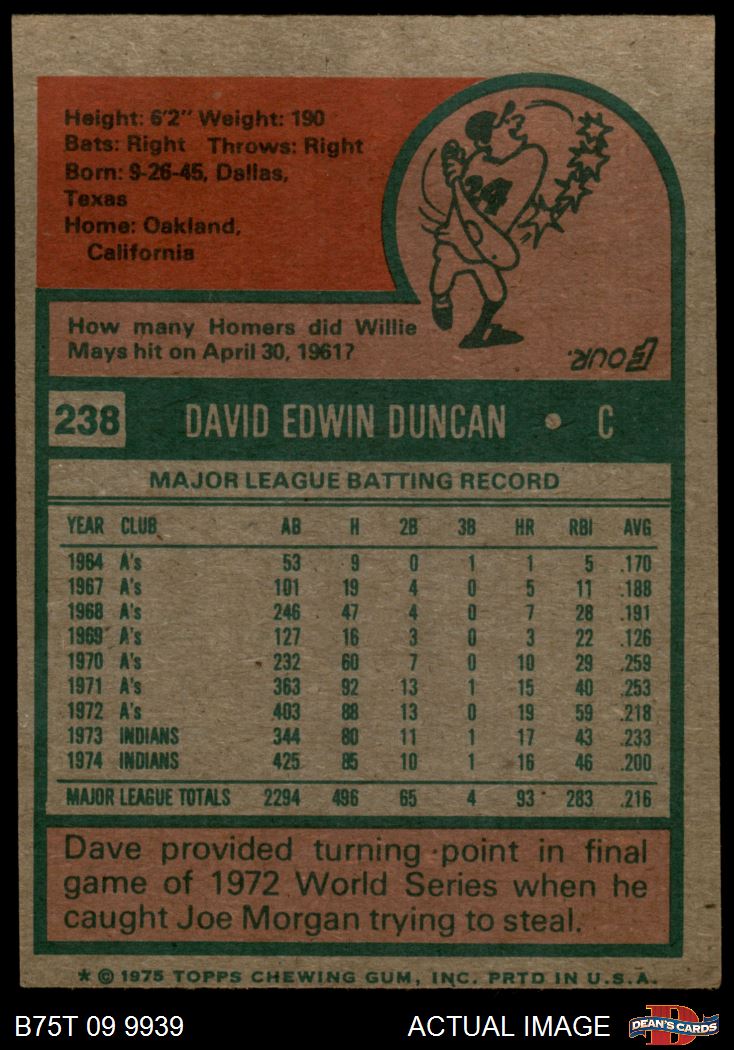 Height: 6'2" Weight: 190
Bats: Right Throws: Right
Born: 9-26-45, Dallas,
Texas
Home: Oakland,
California
24
How many Homers did Willie
Mays hit on April 30, 1961?
FOUR.
238 DAVID EDWIN DUNCAN • C
MAJOR LEAGUE BATTING RECORD
YEAR CLUB AB H 2B 3B HR RBI AVG
1964 A's 53 9 0 1 1 5 .170
1967 A's 101 19 4 0 5 11 .188
1968 A's 246 47 4 0 7 28 .191
1969 A's 127 16 3 0 3 22 .126
1970 A's 232 60 7 0 10 29 .259
1971 A's 363 92 13 1 15 40 .253
1972 A's 403 88 13 0 19 59 .218
1973 INDIANS 344 80 11 1 17 43 .233
1974 INDIANS 425 85 10 1 16 46 .200
MAJOR LEAGUE TOTALS 2294 496 65 4 93 283 .216
Dave provided turning point in final
game of 1972 World Series when he
caught Joe Morgan trying to steal.
* © 1975 TOPPS CHEWING GUM, INC. PRTD IN U.S.A.
B75T 09 9939 ACTUAL IMAGE DEAN'S CARDS